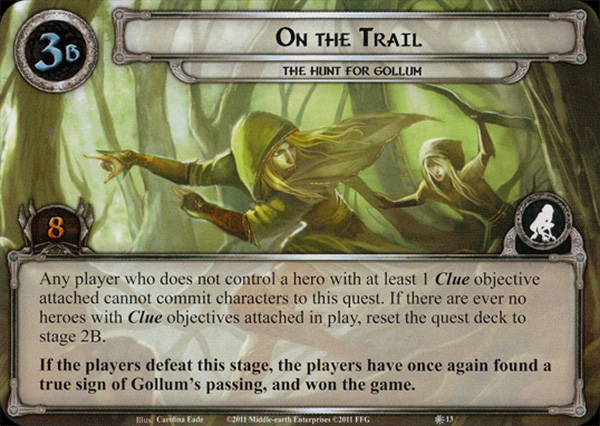 3B
ON THE TRAIL
THE HUNT FOR GOLLUM
8
Any player who does not control a hero with at least 1 Clue objective
attached cannot commit characters to this quest. If there are ever no
heroes with Clue objectives attached in play, reset the quest deck to
stage 2B.
If the players defeat this stage, the players have once again found a
true sign of Gollum's passing, and won the game.
Illus. Carolina Eade ©2011 Middle-earth Enterprises ©2011 FFG 13